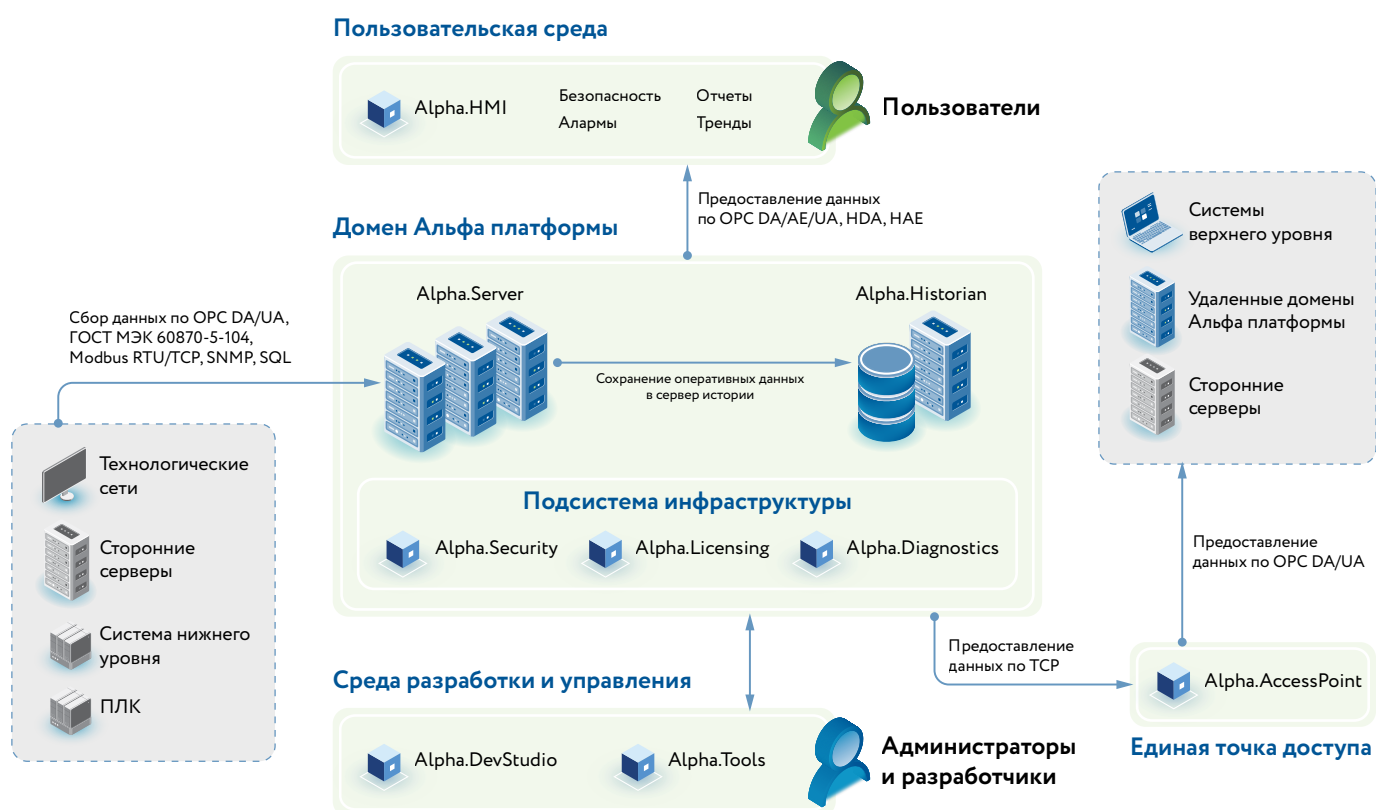 Пользовательская среда
Alpha.HMI
Безопасность
Отчеты
Алармы
Тренды
Пользователи
Предоставление данных
по OPC DA/AE/UA, HDA, HAE
Домен Альфа платформы
Alpha.Server
Alpha.Historian
Сохранение оперативных данных
в сервер истории
Сбор данных по OPC DA/UA,
ГОСТ МЭК 60870-5-104,
Modbus RTU/TCP, SNMP, SQL
Технологические
сети
Сторонние
серверы
Система нижнего
уровня
ПЛК
Подсистема инфраструктуры
Alpha.Security
Alpha.Licensing
Alpha.Diagnostics
Системы
верхнего уровня
Удаленные домены
Альфа платформы
Сторонние
серверы
Предоставление
данных по OPC DA/UA
Предоставление
данных по TCP
Alpha.AccessPoint
Единая точка доступа
Среда разработки и управления
Alpha.DevStudio
Alpha.Tools
Администраторы
и разработчики